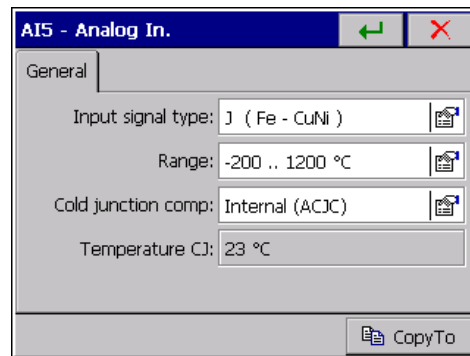 AI5 - Analog In.
General
Input signal type: J ( Fe - CuNi )
Range: -200 .. 1200 °C
Cold junction comp: Internal (ACJC)
Temperature CJ: 23 °C
CopyTo